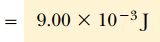 = 9.00 × 10⁻³ J